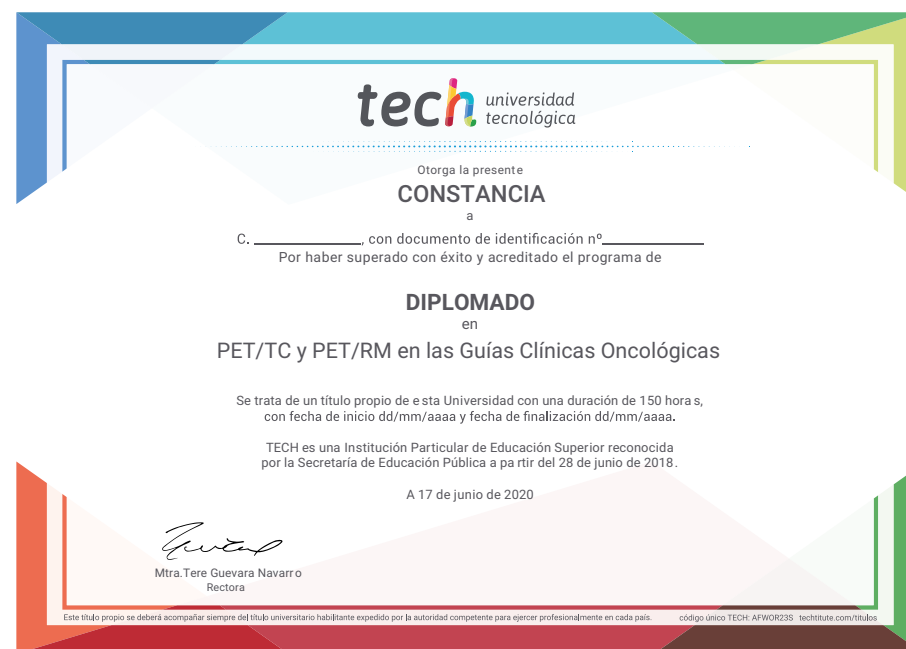 tech universidad
tecnológica
Otorga la presente
CONSTANCIA
a
C. ____________, con documento de identificación nº____________
Por haber superado con éxito y acreditado el programa de
DIPLOMADO
en
PET/TC y PET/RM en las Guías Clínicas Oncológicas
Se trata de un título propio de esta Universidad con una duración de 150 horas,
con fecha de inicio dd/mm/aaaa y fecha de finalización dd/mm/aaaa.
TECH es una Institución Particular de Educación Superior reconocida
por la Secretaría de Educación Pública a partir del 28 de junio de 2018.
A 17 de junio de 2020
Mtra.Tere Guevara Navarro
Rectora
Este título propio se deberá acompañar siempre del título universitario habilitante expedido por la autoridad competente para ejercer profesionalmente en cada país. código único TECH: AFWOR23S techtitute.com/titulos